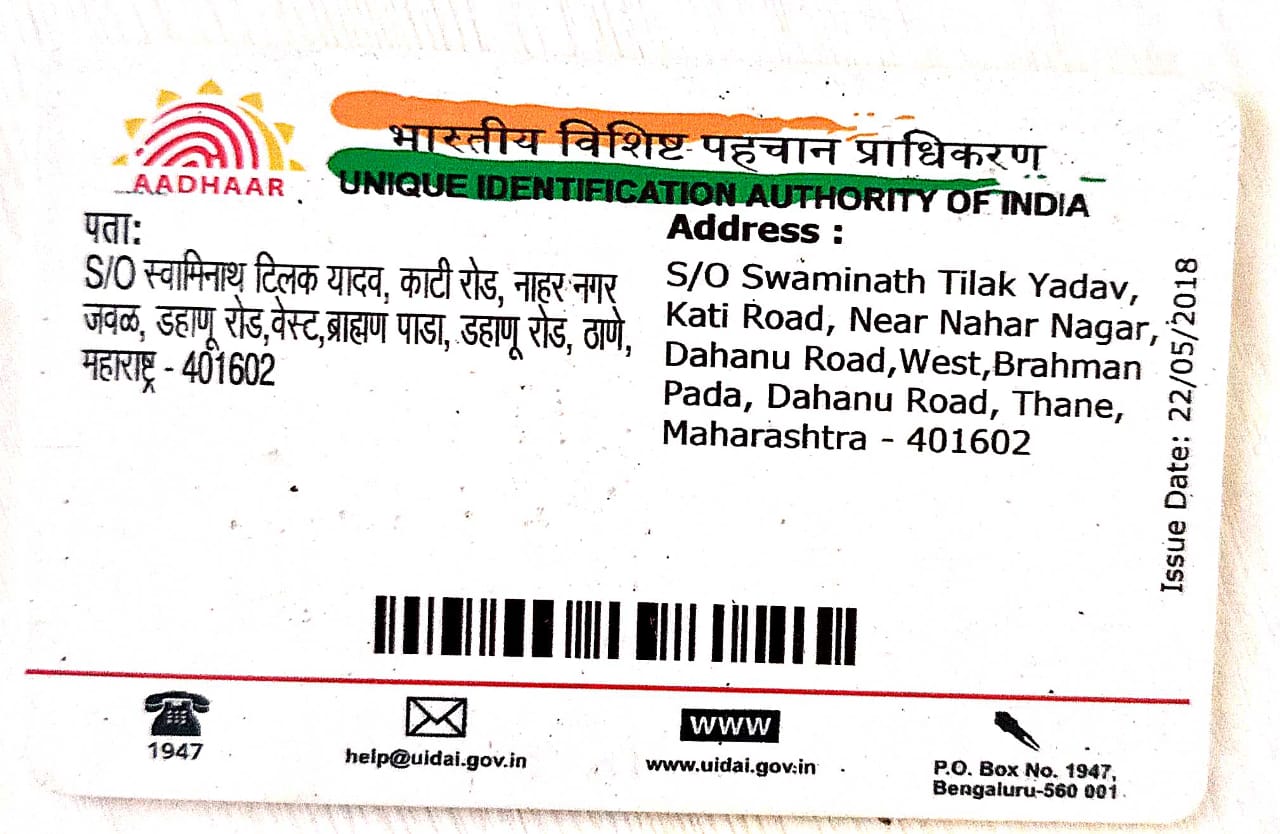 भारतीय विशिष्ट पहचान प्राधिकरण
AADHAAR
UNIQUE IDENTIFICATION AUTHORITY OF INDIA
पता:
S/O स्वामिनाथ टिलक यादव, काटी रोड, नाहर नगर
जवळ, डहाणू रोड,वेस्ट,ब्राह्मण पाडा, डहाणू रोड, ठाणे,
महाराष्ट्र - 401602
Address :
S/O Swaminath Tilak Yadav,
Kati Road, Near Nahar Nagar,
Dahanu Road,West,Brahman
Pada, Dahanu Road, Thane,
Maharashtra - 401602
Issue Date: 22/05/2018
1947
help@uidai.gov.in
www
www.uidai.gov.in
P.O. Box No. 1947,
Bengaluru-560 001